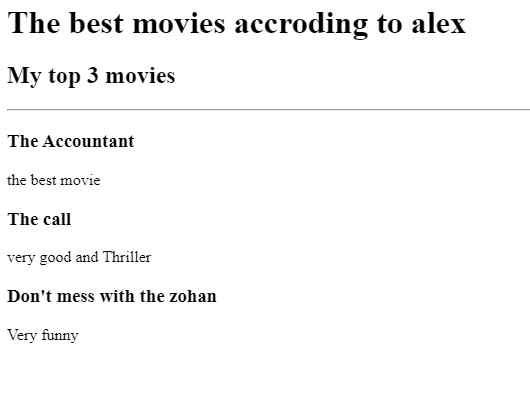 The best movies accroding to alex
My top 3 movies
The Accountant
the best movie
The call
very good and Thriller
Don't mess with the zohan
Very funny